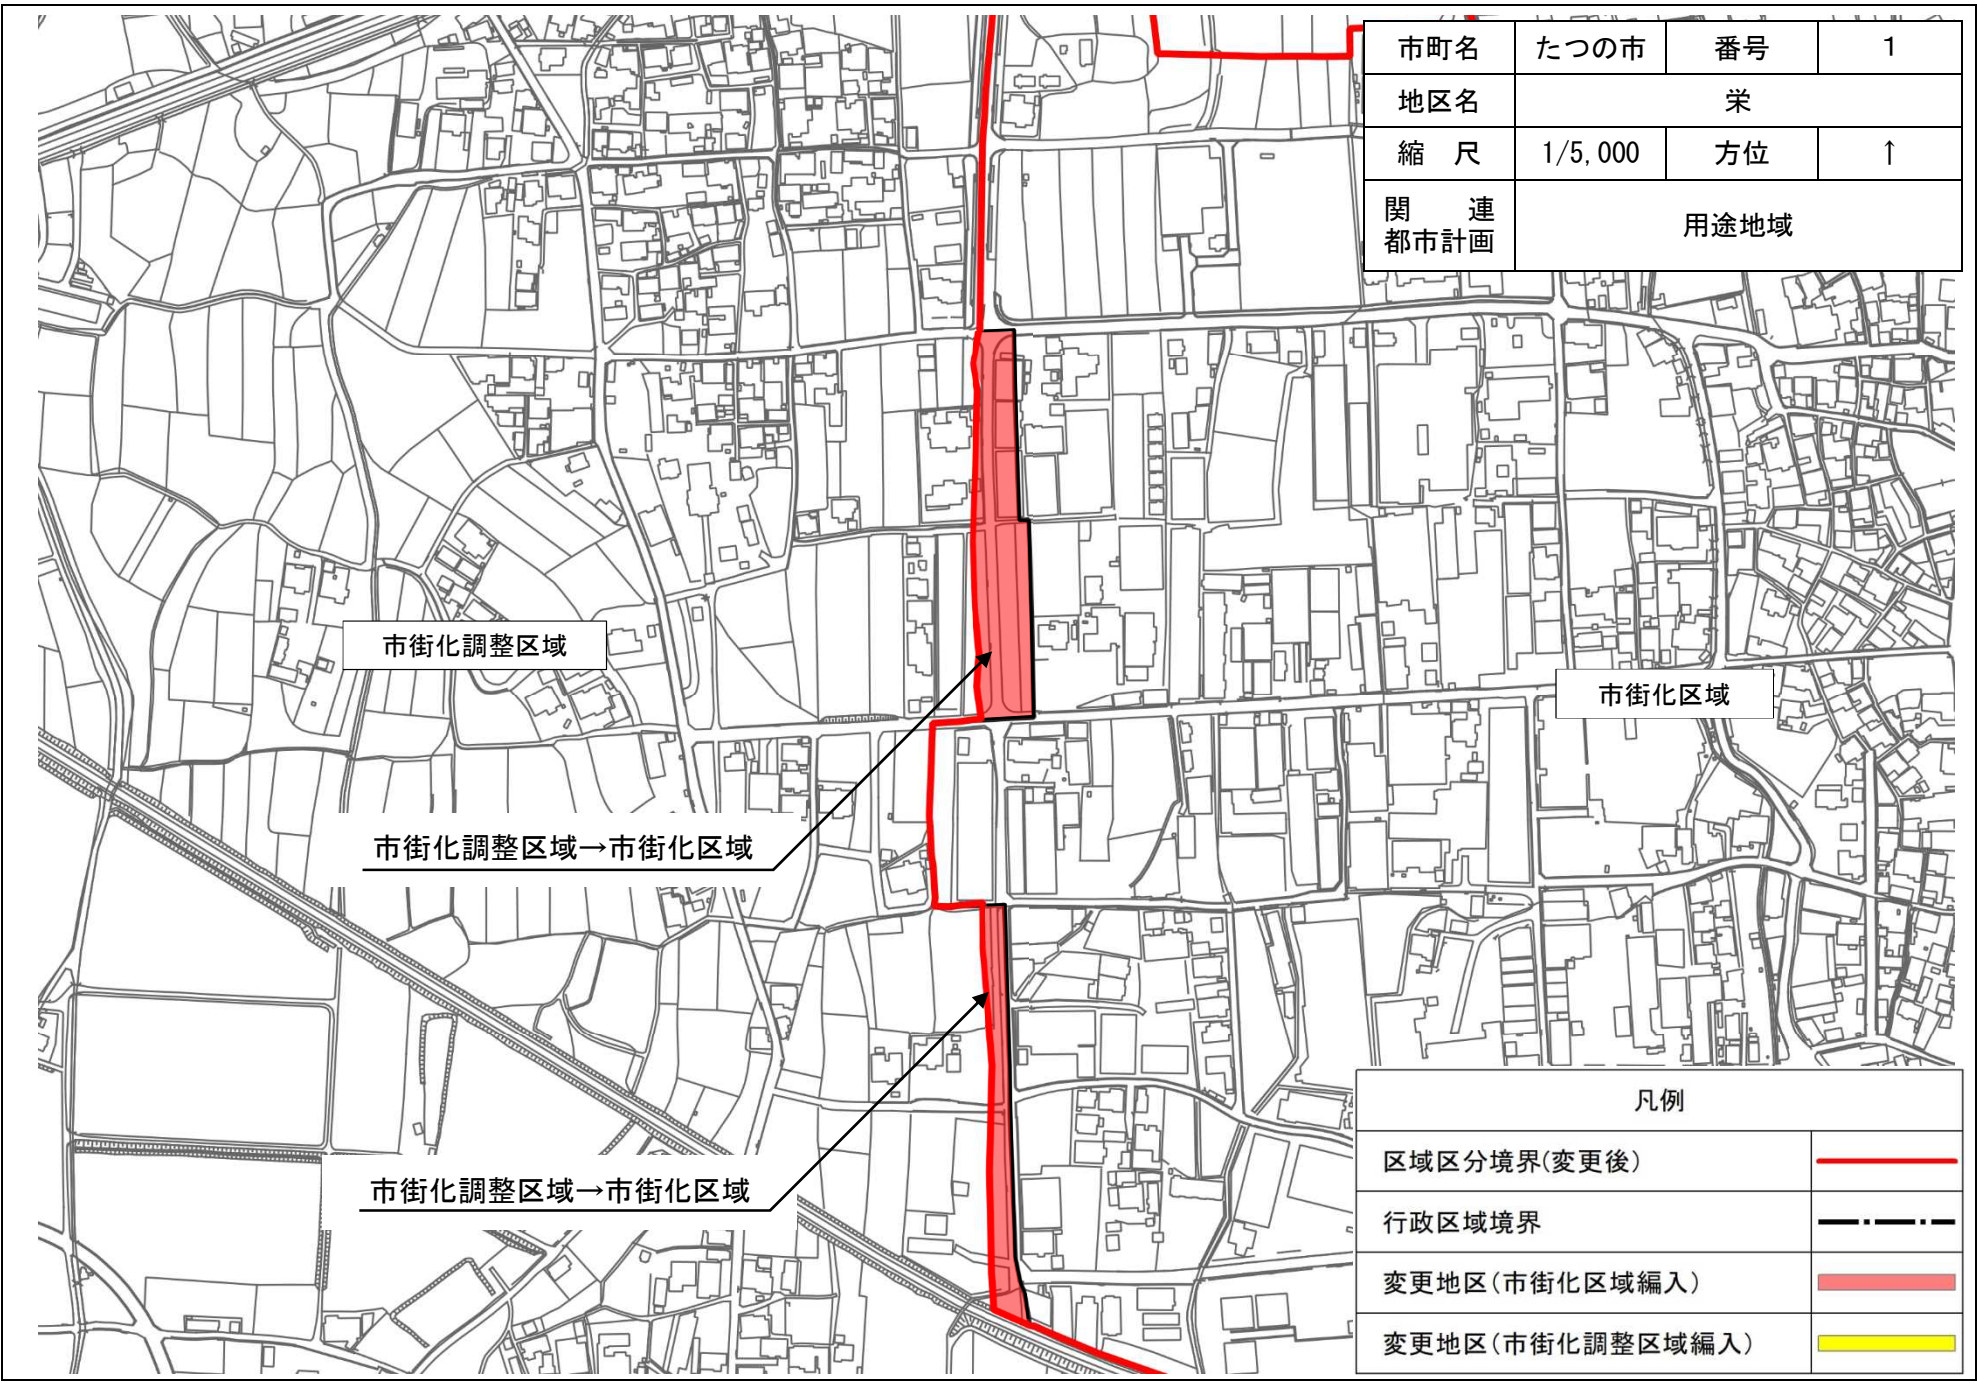 市町名 たつの市 番号 1
地区名 栄
縮 尺 1/5,000 方位 ↑
関 連
都市計画 用途地域
市街化調整区域
市街化区域
市街化調整区域→市街化区域
市街化調整区域→市街化区域
凡例
区域区分境界(変更後)
行政区域境界
変更地区(市街化区域編入)
変更地区(市街化調整区域編入)